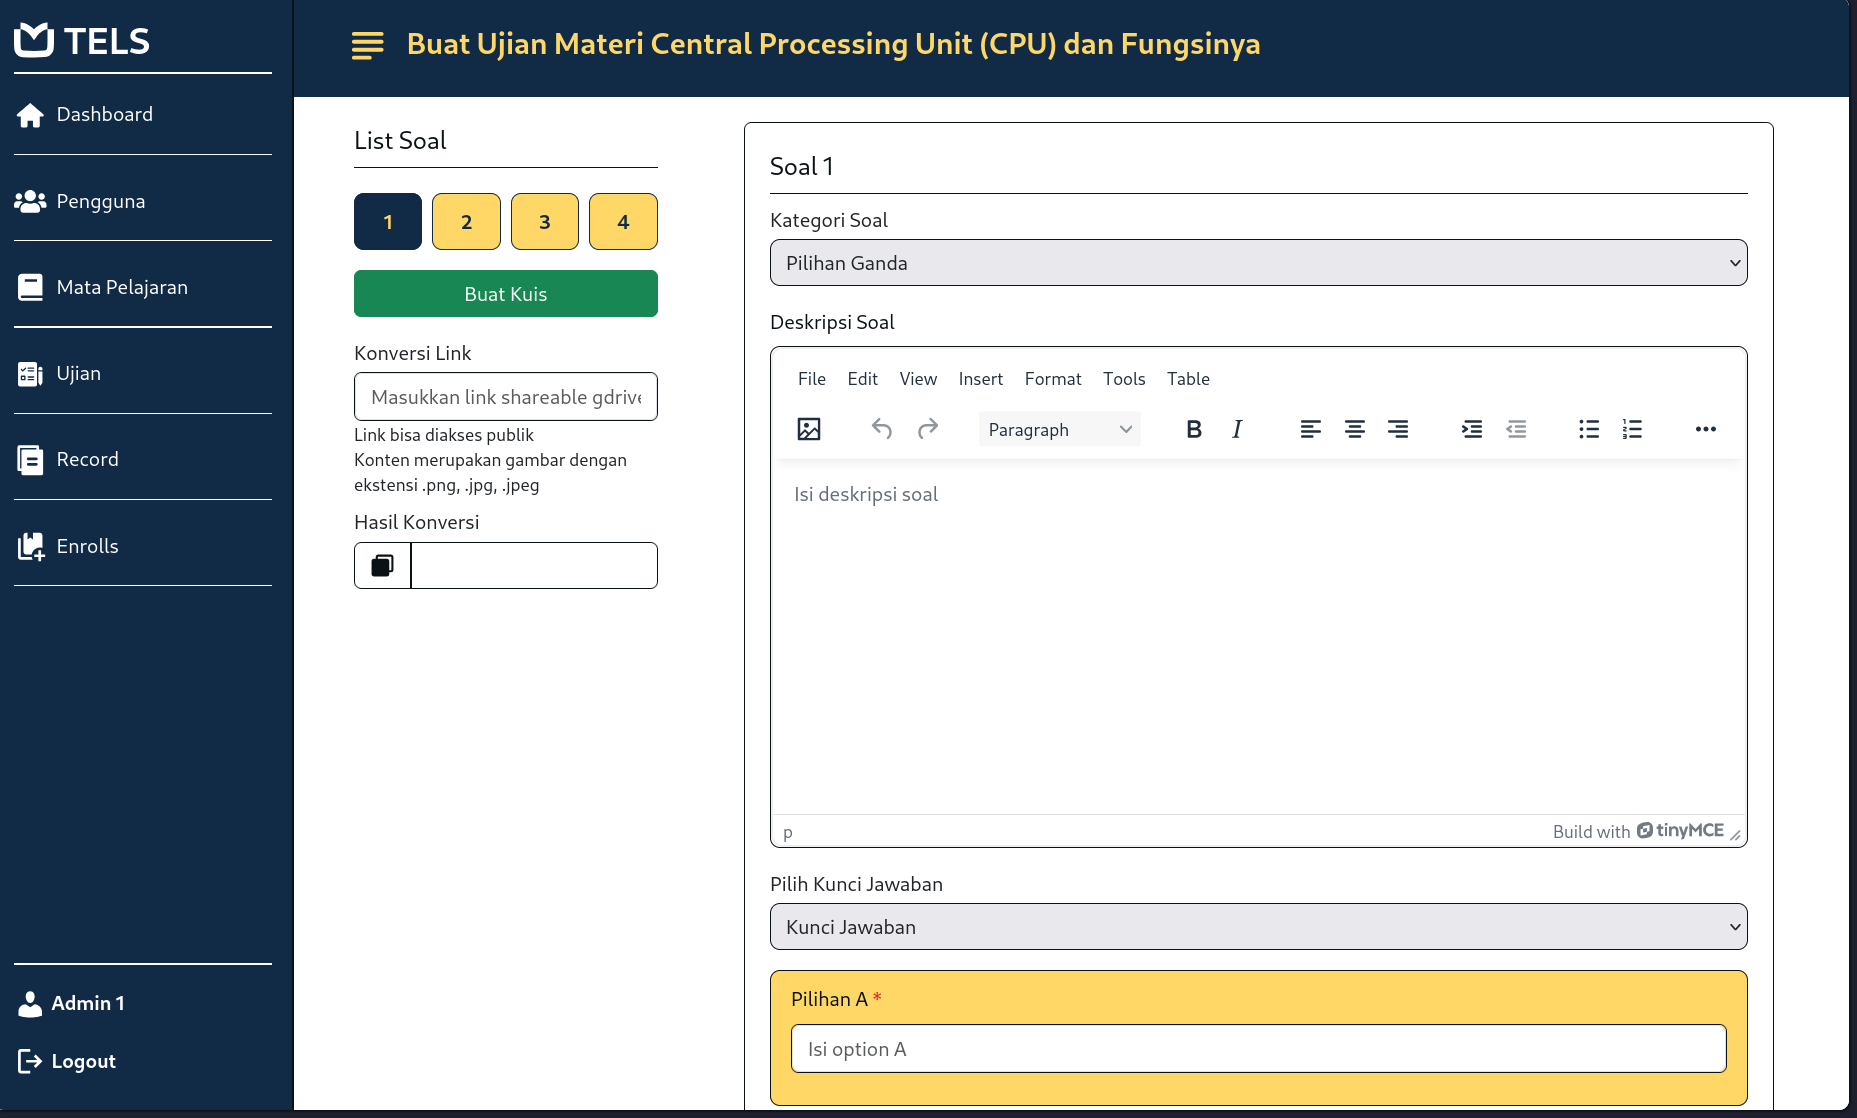 TELS
Dashboard
Pengguna
Mata Pelajaran
Ujian
Record
Enrolls
Admin 1
Logout
Buat Ujian Materi Central Processing Unit (CPU) dan Fungsinya
List Soal
1 2 3 4
Buat Kuis
Konversi Link
Masukkan link shareable gdrive
Link bisa diakses publik
Konten merupakan gambar dengan
ekstensi .png, .jpg, .jpeg
Hasil Konversi
Soal 1
Kategori Soal
Pilihan Ganda
Deskripsi Soal
File Edit View Insert Format Tools Table
Paragraph B I
Isi deskripsi soal
p Build with tinyMCE
Pilih Kunci Jawaban
Kunci Jawaban
Pilihan A *
Isi option A